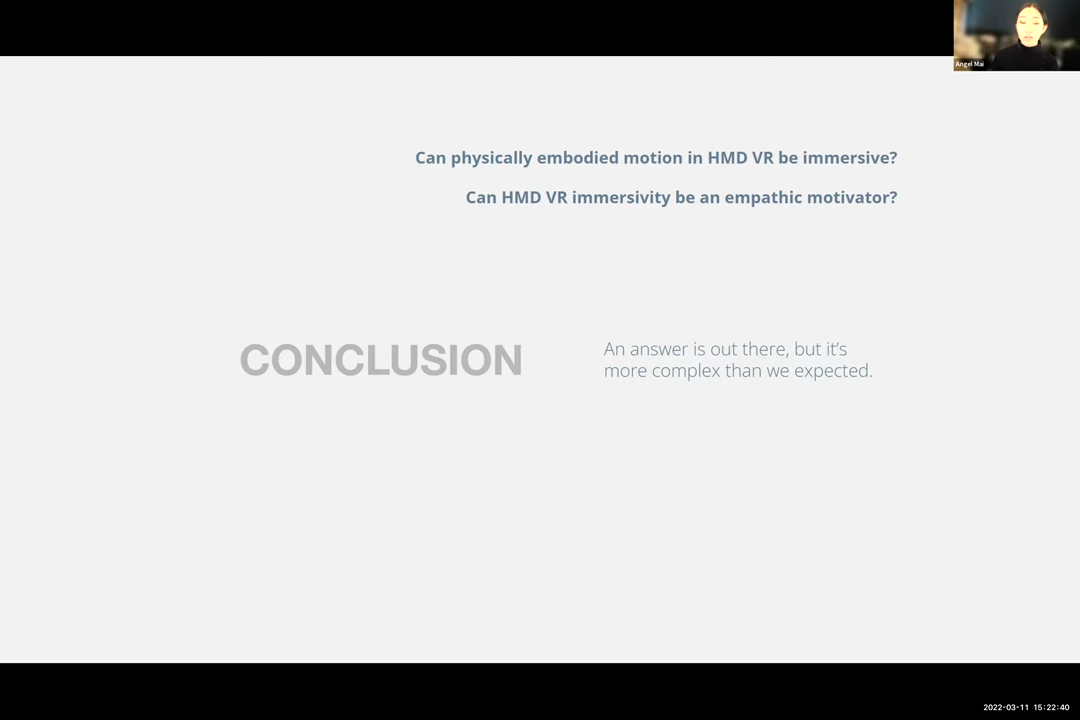 Angel Mai
Can physically embodied motion in HMD VR be immersive?
Can HMD VR immersivity be an empathic motivator?
CONCLUSION
An answer is out there, but it’s
more complex than we expected.
2022-03-11 15:22:40